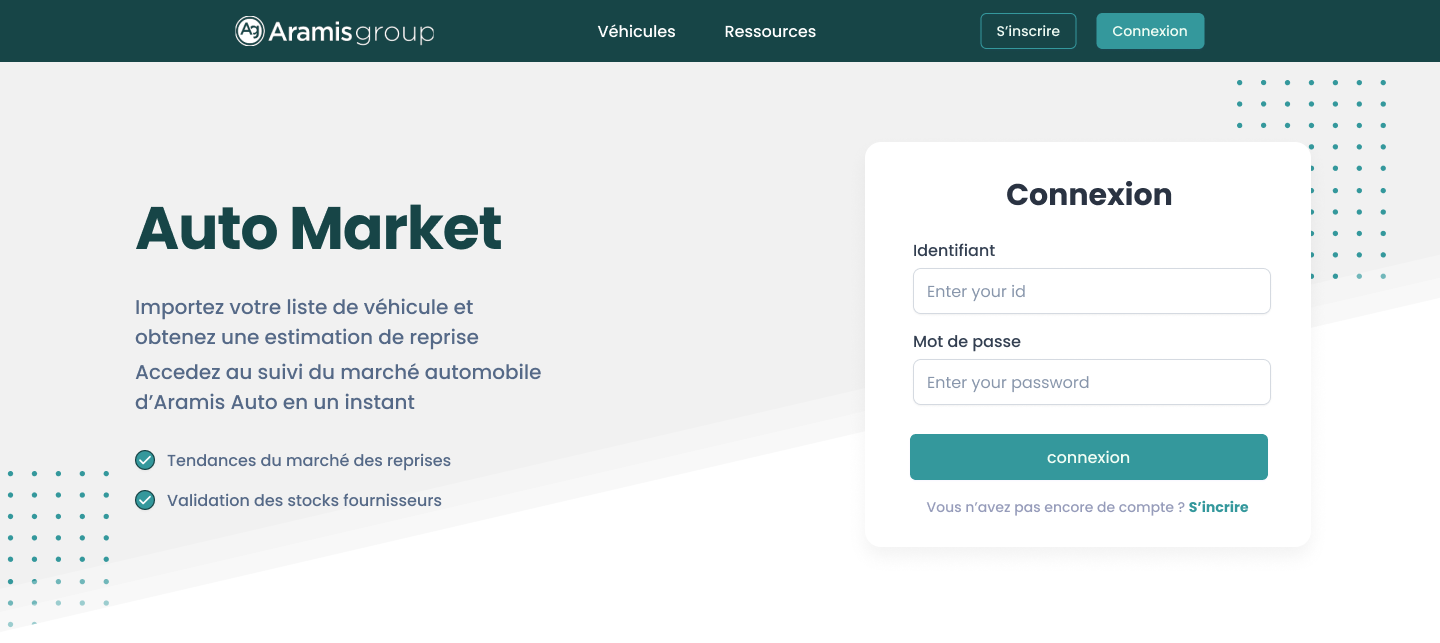 Ag Aramisgroup
Véhicules
Ressources
S’inscrire
Connexion
Auto Market
Importez votre liste de véhicule et
obtenez une estimation de reprise
Accedez au suivi du marché automobile
d’Aramis Auto en un instant
Tendances du marché des reprises
Validation des stocks fournisseurs
Connexion
Identifiant
Enter your id
Mot de passe
Enter your password
connexion
Vous n’avez pas encore de compte ? S’incrire